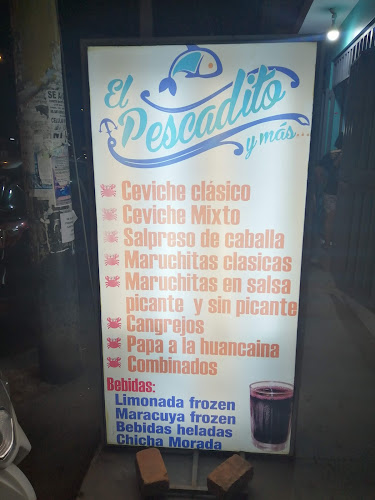 El
Pescadito
y más...
Ceviche clásico
Ceviche Mixto
Salpreso de caballa
Maruchitas clasicas
Maruchitas en salsa
picante y sin picante
Cangrejos
Papa a la huancaina
Combinados
Bebidas:
Limonada frozen
Maracuya frozen
Bebidas heladas
Chicha Morada